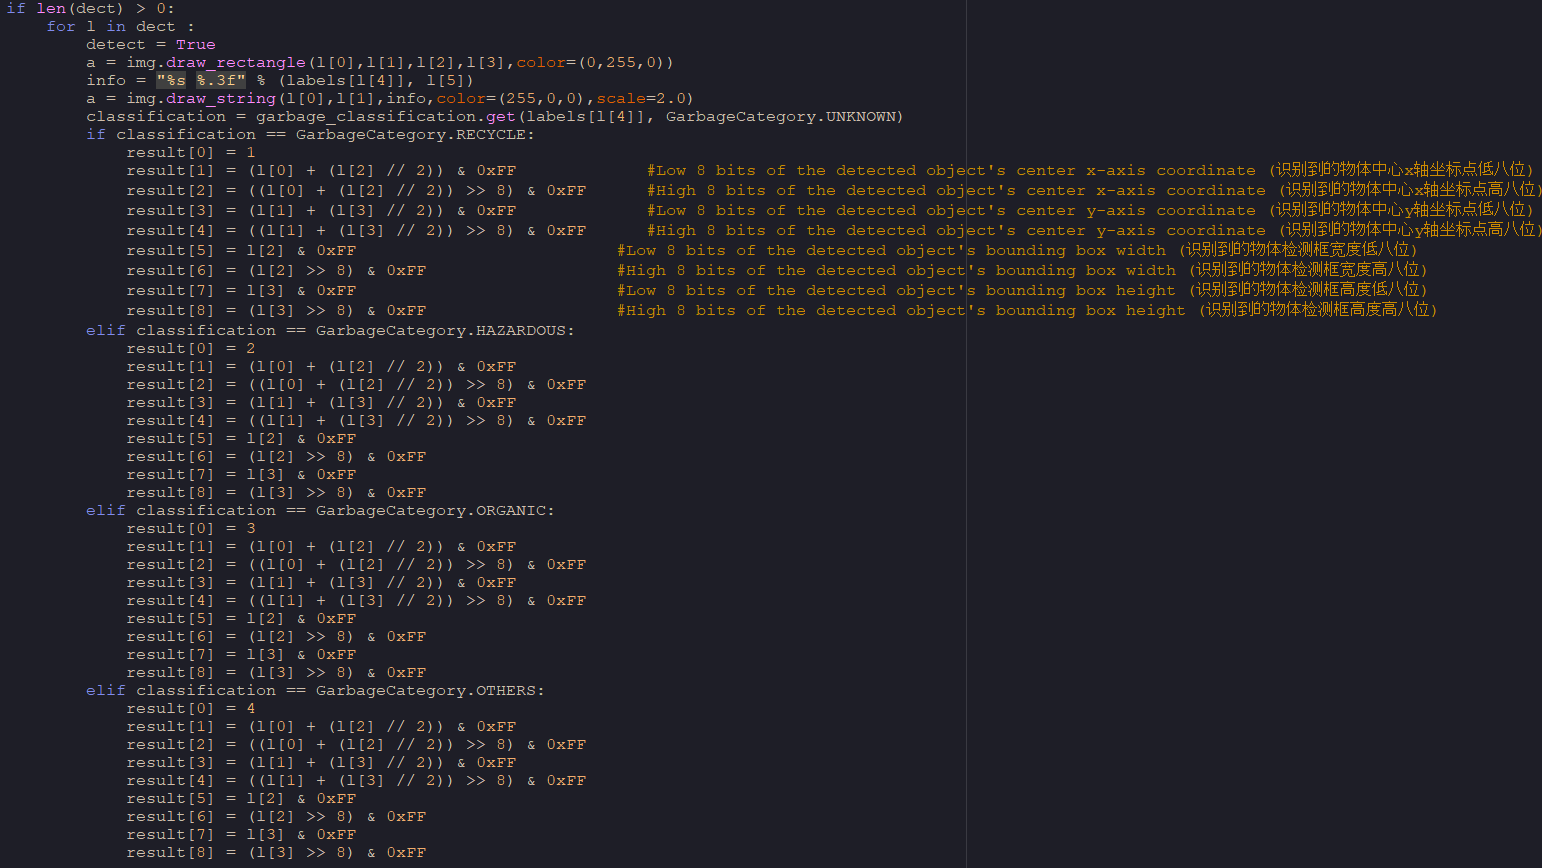 if len(dect) > 0:
    for l in dect :
        detect = True
        a = img.draw_rectangle(l[0],l[1],l[2],l[3],color=(0,255,0))
        info = "%s %.3f" % (labels[l[4]], l[5])
        a = img.draw_string(l[0],l[1],info,color=(255,0,0),scale=2.0)
        classification = garbage_classification.get(labels[l[4]], GarbageCategory.UNKNOWN)
        if classification == GarbageCategory.RECYCLE:
            result[0] = 1
            result[1] = (l[0] + (l[2] // 2)) & 0xFF             #Low 8 bits of the detected object's center x-axis coordinate (识别到的物体中心x轴坐标点低八位)
            result[2] = ((l[0] + (l[2] // 2)) >> 8) & 0xFF      #High 8 bits of the detected object's center x-axis coordinate (识别到的物体中心x轴坐标点高八位)
            result[3] = (l[1] + (l[3] // 2)) & 0xFF             #Low 8 bits of the detected object's center y-axis coordinate (识别到的物体中心y轴坐标点低八位)
            result[4] = ((l[1] + (l[3] // 2)) >> 8) & 0xFF      #High 8 bits of the detected object's center y-axis coordinate (识别到的物体中心y轴坐标点高八位)
            result[5] = l[2] & 0xFF                          #Low 8 bits of the detected object's bounding box width (识别到的物体检测框宽度低八位)
            result[6] = (l[2] >> 8) & 0xFF                   #High 8 bits of the detected object's bounding box width (识别到的物体检测框宽度高八位)
            result[7] = l[3] & 0xFF                          #Low 8 bits of the detected object's bounding box height (识别到的物体检测框高度低八位)
            result[8] = (l[3] >> 8) & 0xFF                   #High 8 bits of the detected object's bounding box height (识别到的物体检测框高度高八位)
        elif classification == GarbageCategory.HAZARDOUS:
            result[0] = 2
            result[1] = (l[0] + (l[2] // 2)) & 0xFF
            result[2] = ((l[0] + (l[2] // 2)) >> 8) & 0xFF
            result[3] = (l[1] + (l[3] // 2)) & 0xFF
            result[4] = ((l[1] + (l[3] // 2)) >> 8) & 0xFF
            result[5] = l[2] & 0xFF
            result[6] = (l[2] >> 8) & 0xFF
            result[7] = l[3] & 0xFF
            result[8] = (l[3] >> 8) & 0xFF
        elif classification == GarbageCategory.ORGANIC:
            result[0] = 3
            result[1] = (l[0] + (l[2] // 2)) & 0xFF
            result[2] = ((l[0] + (l[2] // 2)) >> 8) & 0xFF
            result[3] = (l[1] + (l[3] // 2)) & 0xFF
            result[4] = ((l[1] + (l[3] // 2)) >> 8) & 0xFF
            result[5] = l[2] & 0xFF
            result[6] = (l[2] >> 8) & 0xFF
            result[7] = l[3] & 0xFF
            result[8] = (l[3] >> 8) & 0xFF
        elif classification == GarbageCategory.OTHERS:
            result[0] = 4
            result[1] = (l[0] + (l[2] // 2)) & 0xFF
            result[2] = ((l[0] + (l[2] // 2)) >> 8) & 0xFF
            result[3] = (l[1] + (l[3] // 2)) & 0xFF
            result[4] = ((l[1] + (l[3] // 2)) >> 8) & 0xFF
            result[5] = l[2] & 0xFF
            result[6] = (l[2] >> 8) & 0xFF
            result[7] = l[3] & 0xFF
            result[8] = (l[3] >> 8) & 0xFF